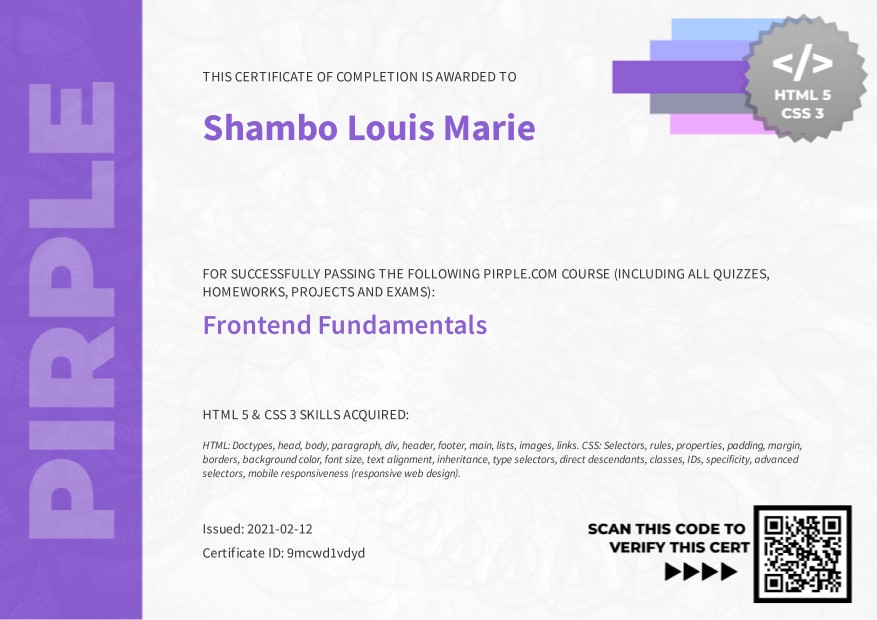 PIRPLE
THIS CERTIFICATE OF COMPLETION IS AWARDED TO
Shambo Louis Marie
</>
HTML 5
CSS 3
FOR SUCCESSFULLY PASSING THE FOLLOWING PIRPLE.COM COURSE (INCLUDING ALL QUIZZES,
HOMEWORKS, PROJECTS AND EXAMS):
Frontend Fundamentals
HTML 5 & CSS 3 SKILLS ACQUIRED:
HTML: Doctypes, head, body, paragraph, div, header, footer, main, lists, images, links. CSS: Selectors, rules, properties, padding, margin,
borders, background color, font size, text alignment, inheritance, type selectors, direct descendants, classes, IDs, specificity, advanced
selectors, mobile responsiveness (responsive web design).
Issued: 2021-02-12
Certificate ID: 9mcwd1vdyd
SCAN THIS CODE TO
VERIFY THIS CERT